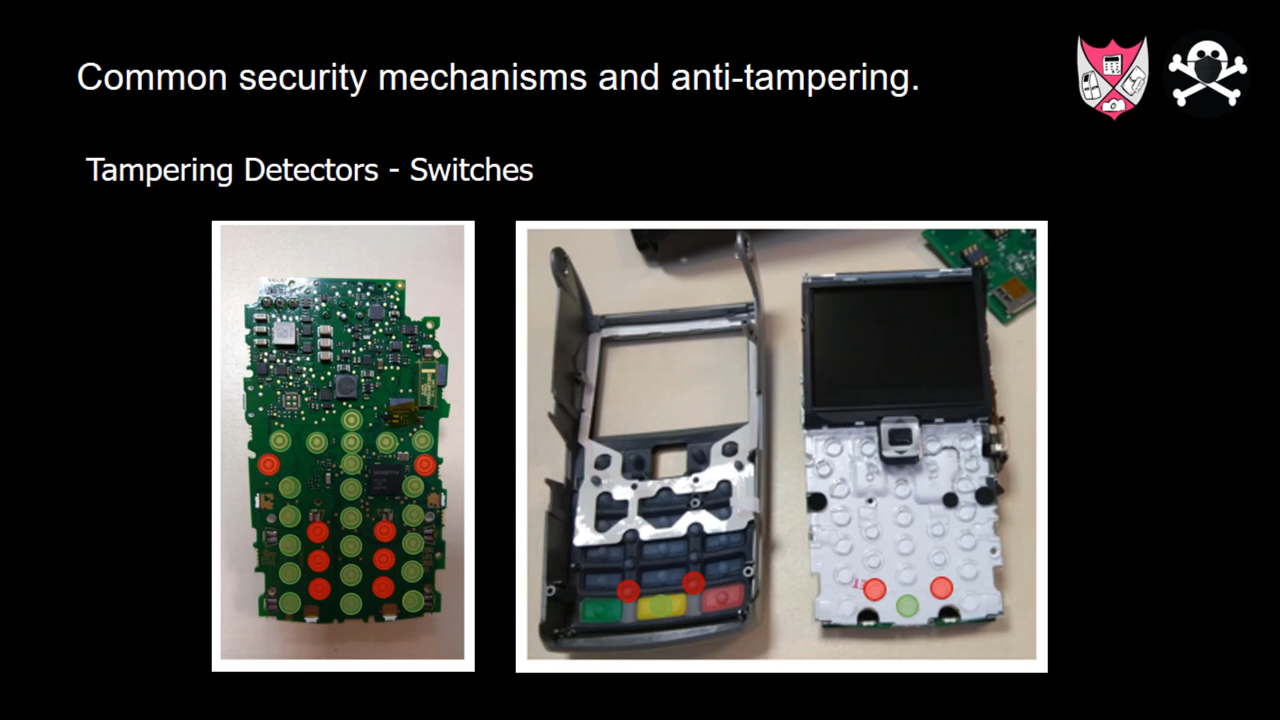 Common security mechanisms and anti-tampering.
Tampering Detectors - Switches